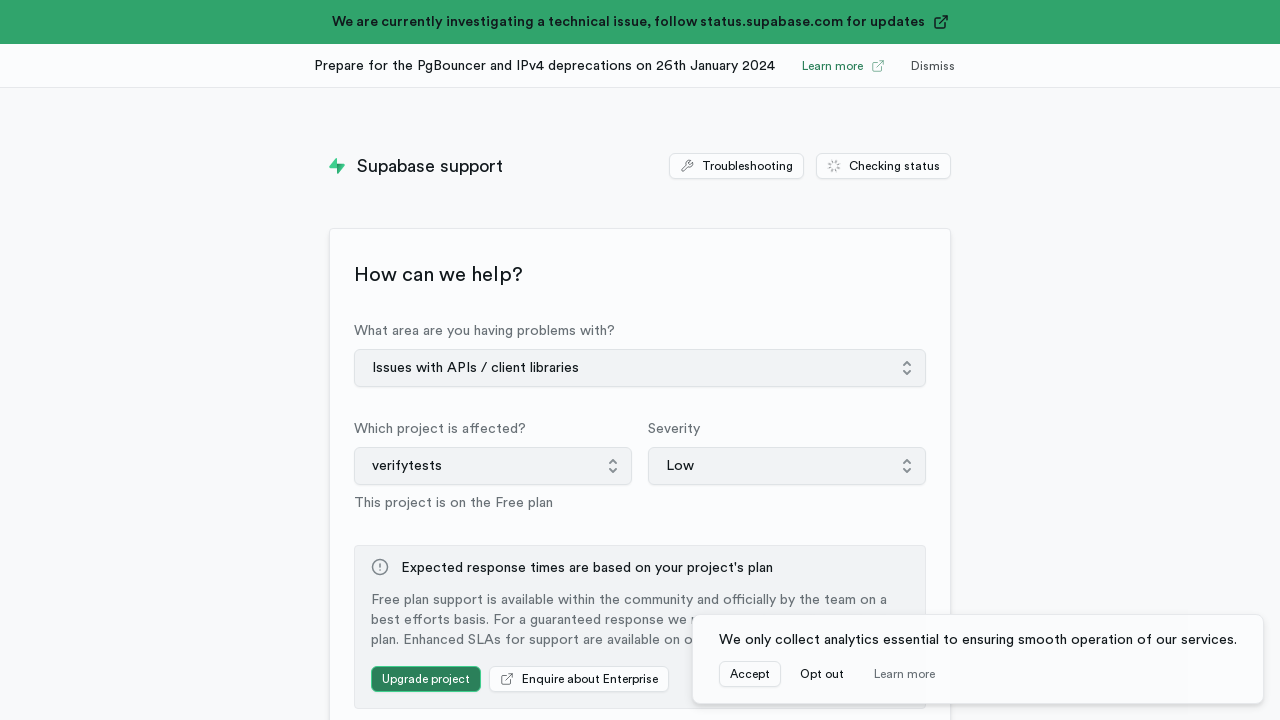 We are currently investigating a technical issue, follow status.supabase.com for updates
Prepare for the PgBouncer and IPv4 deprecations on 26th January 2024 Learn more Dismiss
Supabase support Troubleshooting Checking status
How can we help?
What area are you having problems with?
Issues with APIs / client libraries
Which project is affected? Severity
verifytests Low
This project is on the Free plan
Expected response times are based on your project's plan
Free plan support is available within the community and officially by the team on a
best efforts basis. For a guaranteed response we
plan. Enhanced SLAs for support are available on
Upgrade project Enquire about Enterprise
We only collect analytics essential to ensuring smooth operation of our services.
Accept Opt out Learn more